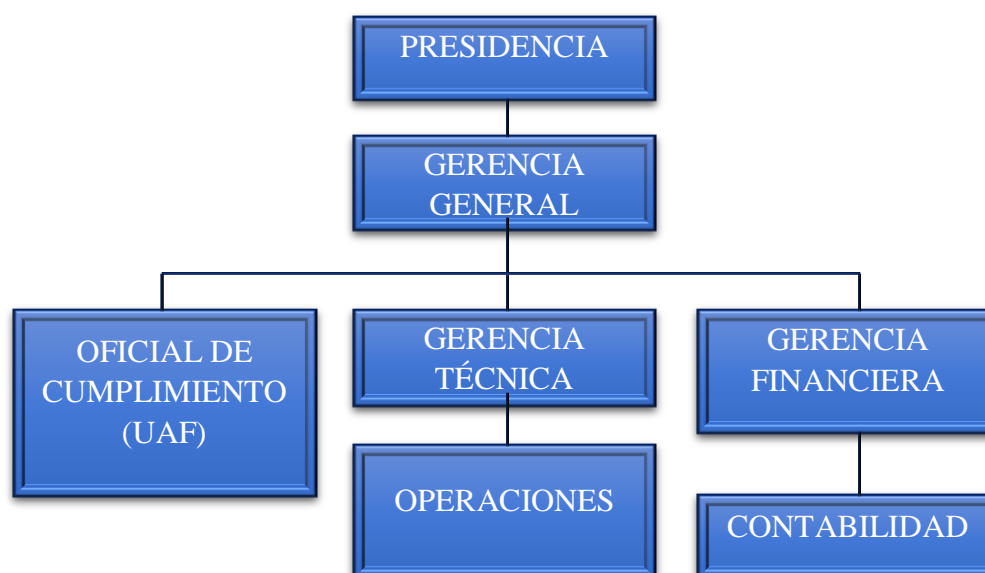 PRESIDENCIA
GERENCIA
GENERAL
OFICIAL DE
CUMPLIMIENTO
(UAF)
GERENCIA
TÉCNICA
GERENCIA
FINANCIERA
OPERACIONES
CONTABILIDAD